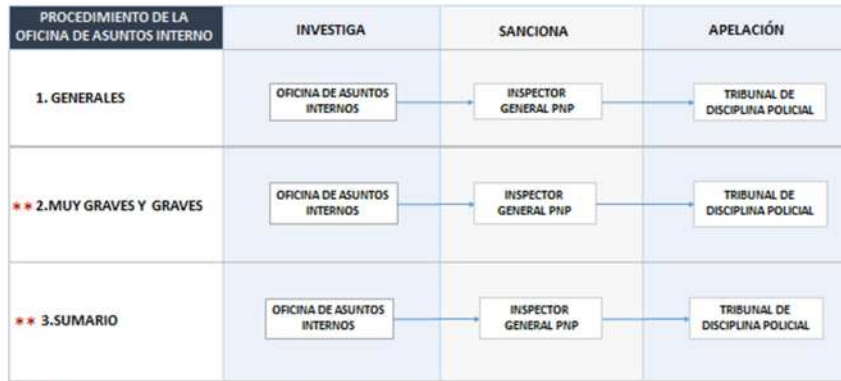 PROCEDIMIENTO DE LA
OFICINA DE ASUNTOS INTERNO
INVESTIGA
SANCIONA
APELACIÓN
1. GENERALES
OFICINA DE ASUNTOS
INTERNOS
INSPECTOR
GENERAL PNP
TRIBUNAL DE
DISCIPLINA POLICIAL
** 2.MUY GRAVES Y GRAVES
OFICINA DE ASUNTOS
INTERNOS
INSPECTOR
GENERAL PNP
TRIBUNAL DE
DISCIPLINA POLICIAL
** 3.SUMARIO
OFICINA DE ASUNTOS
INTERNOS
INSPECTOR
GENERAL PNP
TRIBUNAL DE
DISCIPLINA POLICIAL